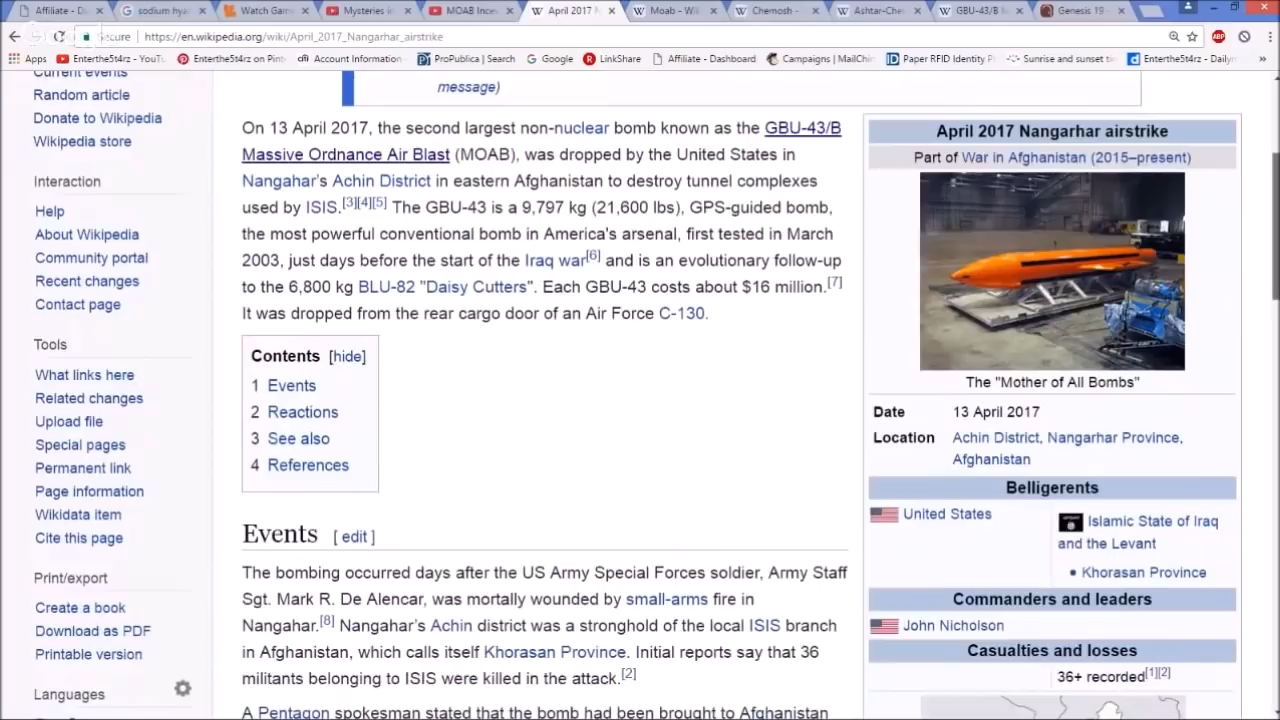 Affiliate - D
sodium hya
Watch Gam
Mysteries i
MOAB Ince
April 2017 N
Moab - Wi
Chemosh -
Ashtar-Che
GBU-43/B
Genesis 19
Secure
https://en.wikipedia.org/wiki/April_2017_Nangarhar_airstrike
Apps
Enterthe5t4rz - YouTu
Enterthe5t4rz on Pint
Account Information
ProPublica | Search
Google
LinkShare
Affiliate - Dashboard
Campaigns | MailChim
Paper RFID Identity P
Sunrise and sunset tim
Enterthe5t4rz - Daily
Current events
Random article
Donate to Wikipedia
Wikipedia store
Interaction
Help
About Wikipedia
Community portal
Recent changes
Contact page
Tools
What links here
Related changes
Upload file
Special pages
Permanent link
Page information
Wikidata item
Cite this page
Print/export
Create a book
Download as PDF
Printable version
Languages
message)
On 13 April 2017, the second largest non-nuclear bomb known as the GBU-43/B
Massive Ordnance Air Blast (MOAB), was dropped by the United States in
Nangahar's Achin District in eastern Afghanistan to destroy tunnel complexes
used by ISIS.[3][4][5] The GBU-43 is a 9,797 kg (21,600 lbs), GPS-guided bomb,
the most powerful conventional bomb in America's arsenal, first tested in March
2003, just days before the start of the Iraq war[6] and is an evolutionary follow-up
to the 6,800 kg BLU-82 "Daisy Cutters". Each GBU-43 costs about $16 million.[7]
It was dropped from the rear cargo door of an Air Force C-130.
Contents [hide]
1 Events
2 Reactions
3 See also
4 References
Events [ edit ]
The bombing occurred days after the US Army Special Forces soldier, Army Staff
Sgt. Mark R. De Alencar, was mortally wounded by small-arms fire in
Nangahar.[8] Nangahar's Achin district was a stronghold of the local ISIS branch
in Afghanistan, which calls itself Khorasan Province. Initial reports say that 36
militants belonging to ISIS were killed in the attack.[2]
A Pentagon spokesman stated that the bomb had been brought to Afghanistan
April 2017 Nangarhar airstrike
Part of War in Afghanistan (2015–present)
The "Mother of All Bombs"
Date 13 April 2017
Location Achin District, Nangarhar Province,
Afghanistan
Belligerents
United States
Islamic State of Iraq
and the Levant
• Khorasan Province
Commanders and leaders
John Nicholson
Casualties and losses
36+ recorded[1][2]